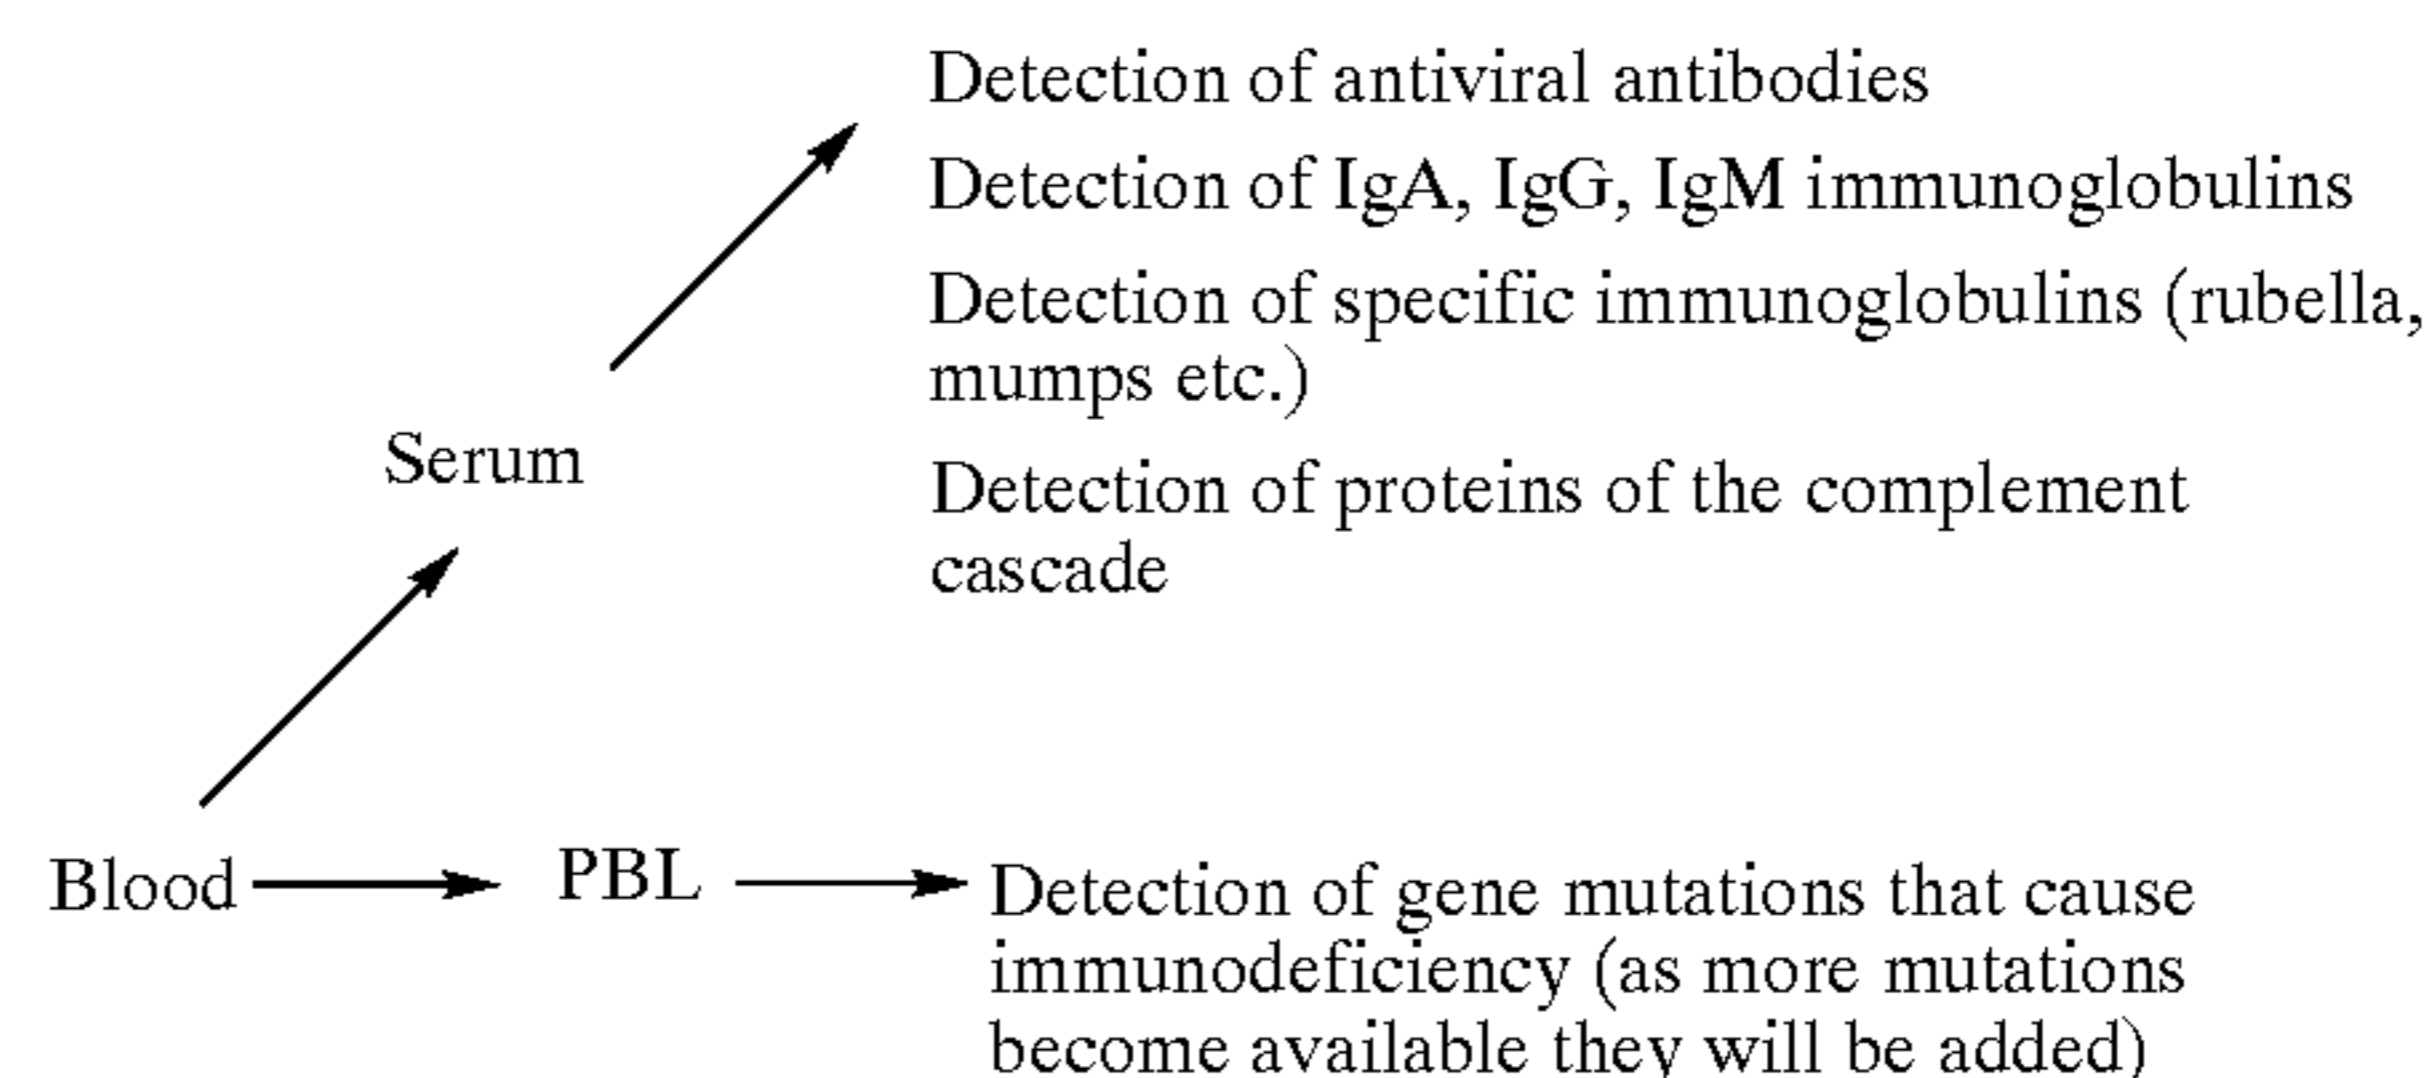 Detection of antiviral antibodies
Detection of IgA, IgG, IgM immunoglobulins
Detection of specific immunoglobulins (rubella,
mumps etc.)
Serum
Detection of proteins of the complement
cascade
Blood
PBL
Detection of gene mutations that cause
immunodeficiency (as more mutations
become available they will be added)